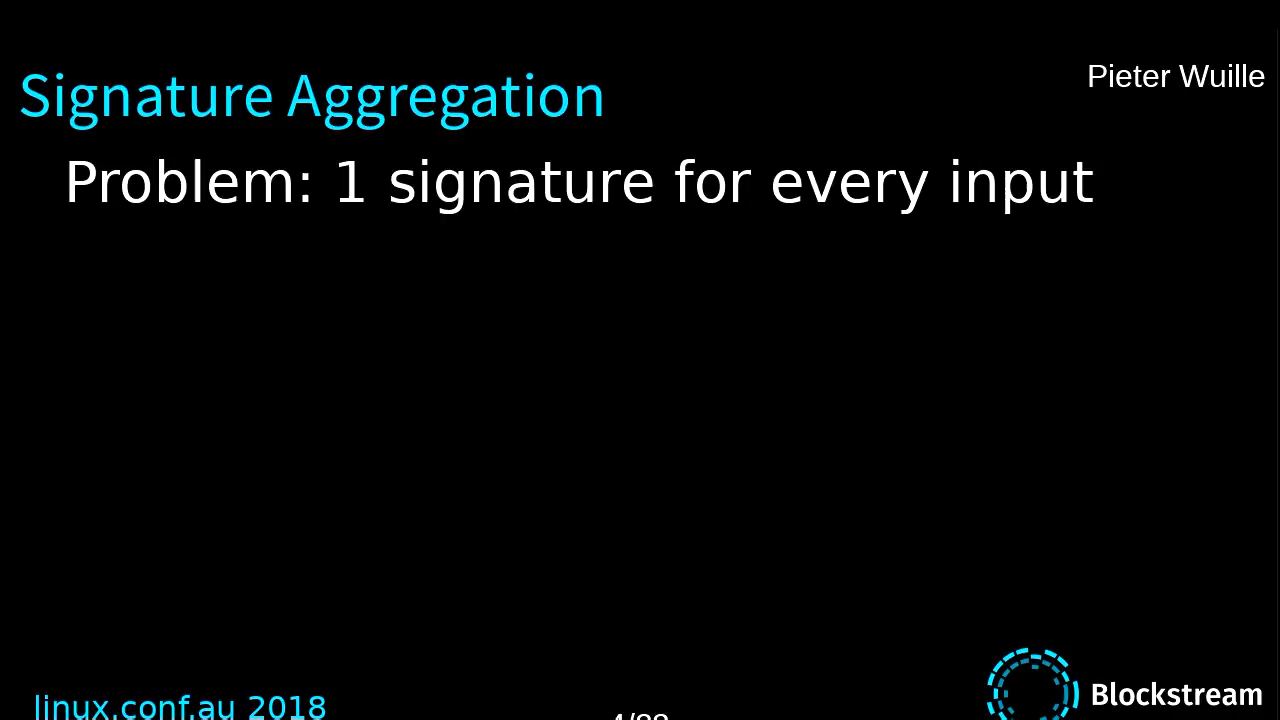 Pieter Wuille
Signature Aggregation
Problem: 1 signature for every input
linux.conf.au 2018
Blockstream